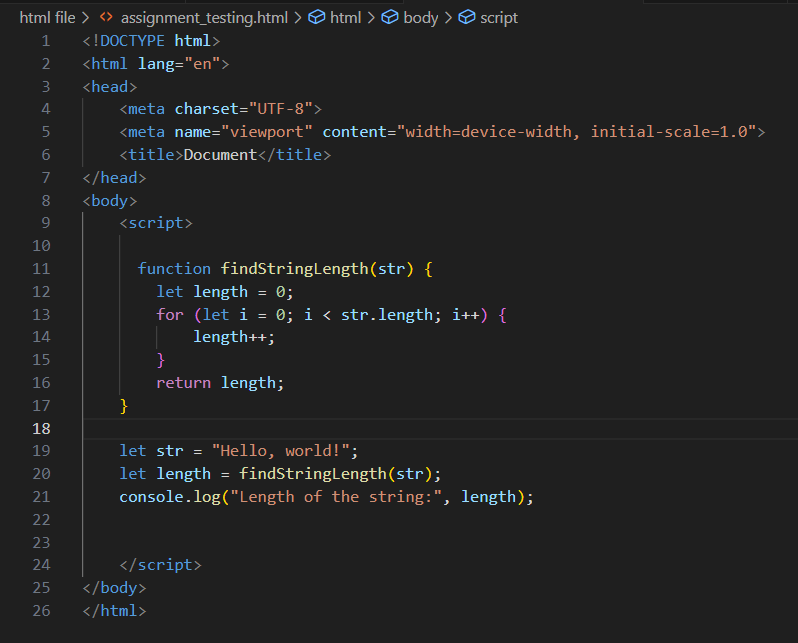 html file > <> assignment_testing.html > html > body > script
1 <!DOCTYPE html>
2 <html lang="en">
3 <head>
4     <meta charset="UTF-8">
5     <meta name="viewport" content="width=device-width, initial-scale=1.0">
6     <title>Document</title>
7 </head>
8 <body>
9     <script>
10
11       function findStringLength(str) {
12         let length = 0;
13         for (let i = 0; i < str.length; i++) {
14             length++;
15         }
16         return length;
17     }
18
19     let str = "Hello, world!";
20     let length = findStringLength(str);
21     console.log("Length of the string:", length);
22
23
24     </script>
25 </body>
26 </html>